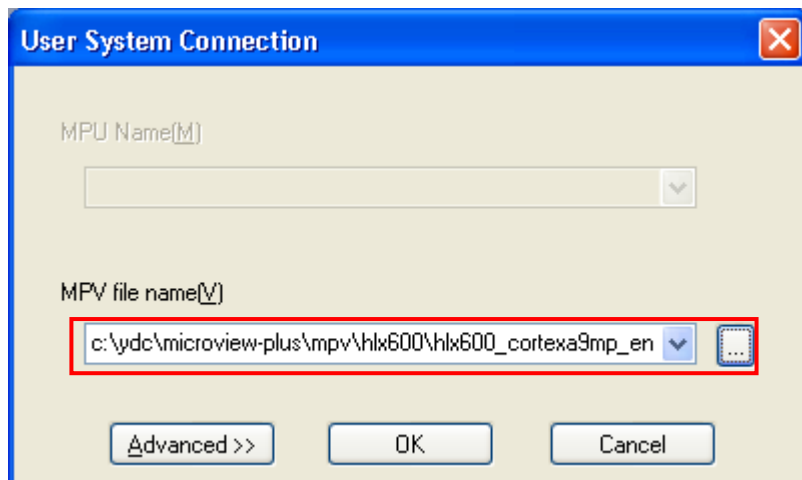 User System Connection
MPU Name(M)
MPV file name(V)
c:\ydc\microview-plus\mpv\hlx600\hlx600_cortexa9mp_en
...
Advanced >>
OK
Cancel